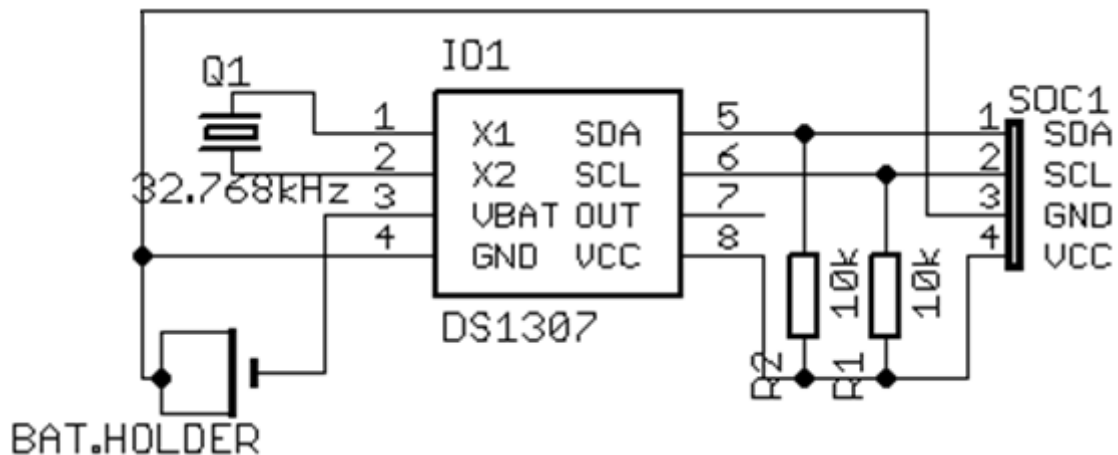 IO1
Q1
32.768kHz
1 X1 SDA 5
2 X2 SCL 6
3 VBAT OUT 7
4 GND VCC 8
DS1307
BAT.HOLDER
R2 10k
R1 10k
SOC1
1 SDA
2 SCL
3 GND
4 VCC